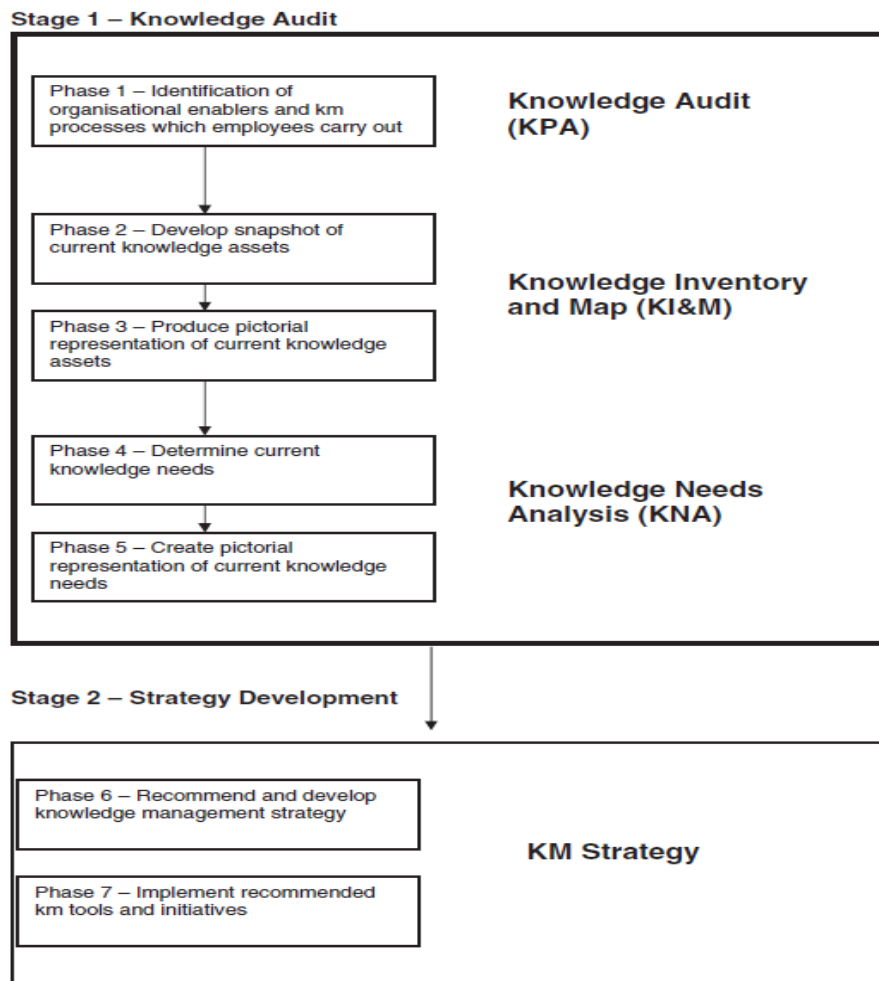 Stage 1 – Knowledge Audit
Phase 1 – Identification of
organisational enablers and km
processes which employees carry out
Knowledge Audit
(KPA)
Phase 2 – Develop snapshot of
current knowledge assets
Knowledge Inventory
and Map (KI&M)
Phase 3 – Produce pictorial
representation of current knowledge
assets
Phase 4 – Determine current
knowledge needs
Knowledge Needs
Analysis (KNA)
Phase 5 – Create pictorial
representation of current knowledge
needs
Stage 2 – Strategy Development
Phase 6 – Recommend and develop
knowledge management strategy
KM Strategy
Phase 7 – Implement recommended
km tools and initiatives